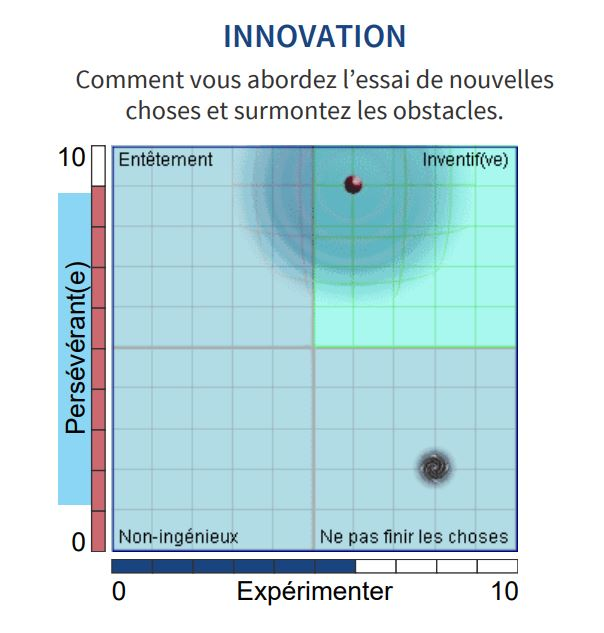 INNOVATION
Comment vous abordez l’essai de nouvelles
choses et surmontez les obstacles.
10
Entêtement
Inventif(ve)
Persévérant(e)
0
Non-ingénieux
Ne pas finir les choses
0
Expérimenter
10